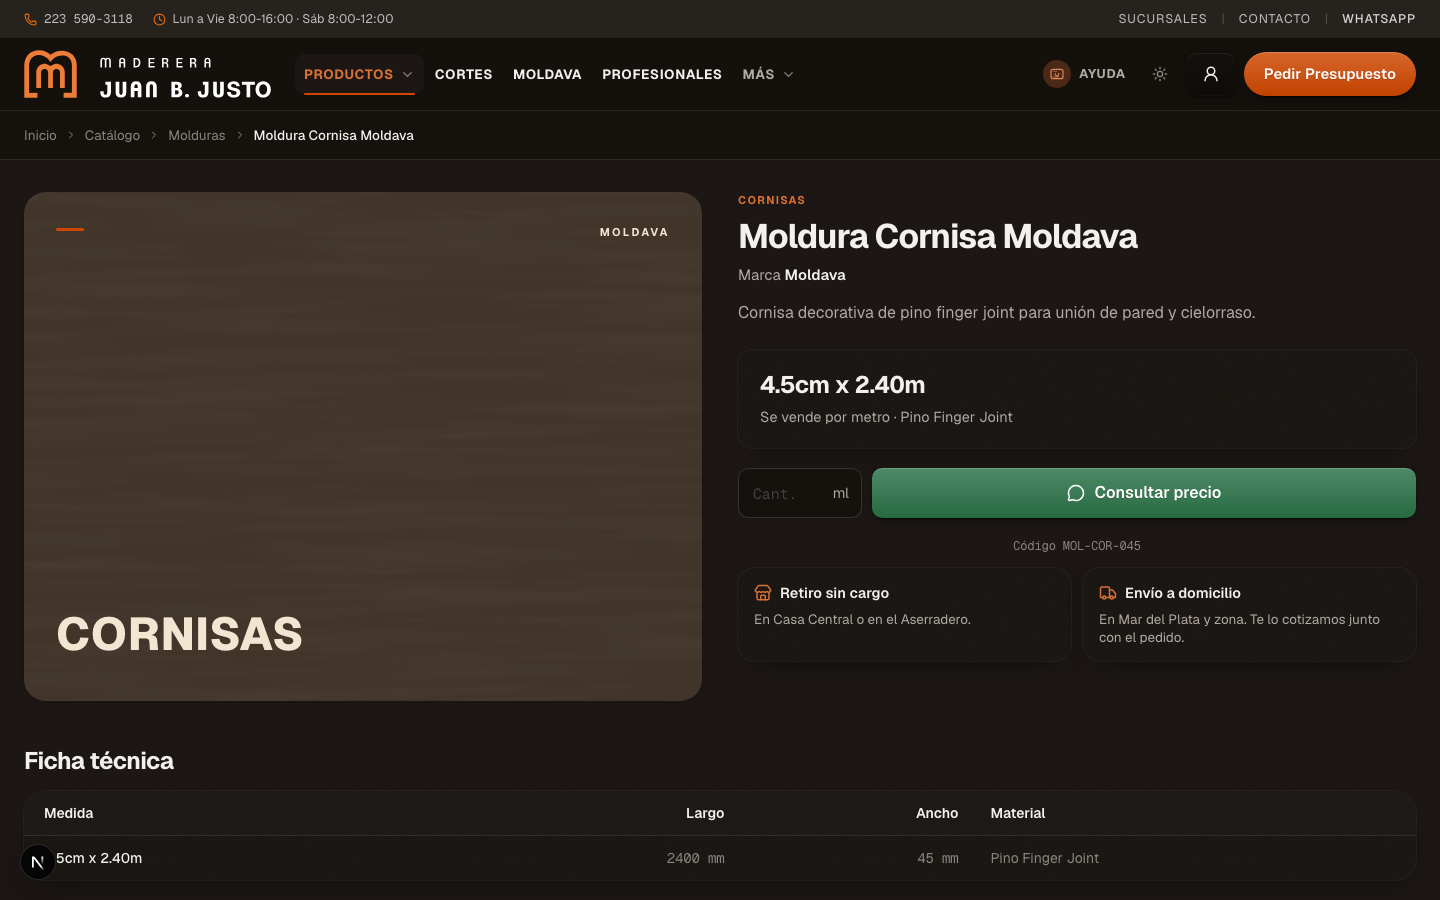 223 590-3118
Lun a Vie 8:00-16:00 · Sáb 8:00-12:00
SUCURSALES
CONTACTO
WHATSAPP
MADERERA
JUAN B. JUSTO
PRODUCTOS
CORTES
MOLDAVA
PROFESIONALES
MÁS
AYUDA
Pedir Presupuesto
Inicio
Catálogo
Molduras
Moldura Cornisa Moldava
MOLDAVA
CORNISAS
CORNISAS
Moldura Cornisa Moldava
Marca Moldava
Cornisa decorativa de pino finger joint para unión de pared y cielorraso.
4.5cm x 2.40m
Se vende por metro · Pino Finger Joint
Cant. ml
Consultar precio
Código MOL-COR-045
Retiro sin cargo
En Casa Central o en el Aserradero.
Envío a domicilio
En Mar del Plata y zona. Te lo cotizamos junto
con el pedido.
Ficha técnica
Medida Largo Ancho Material
5cm x 2.40m 2400 mm 45 mm Pino Finger Joint